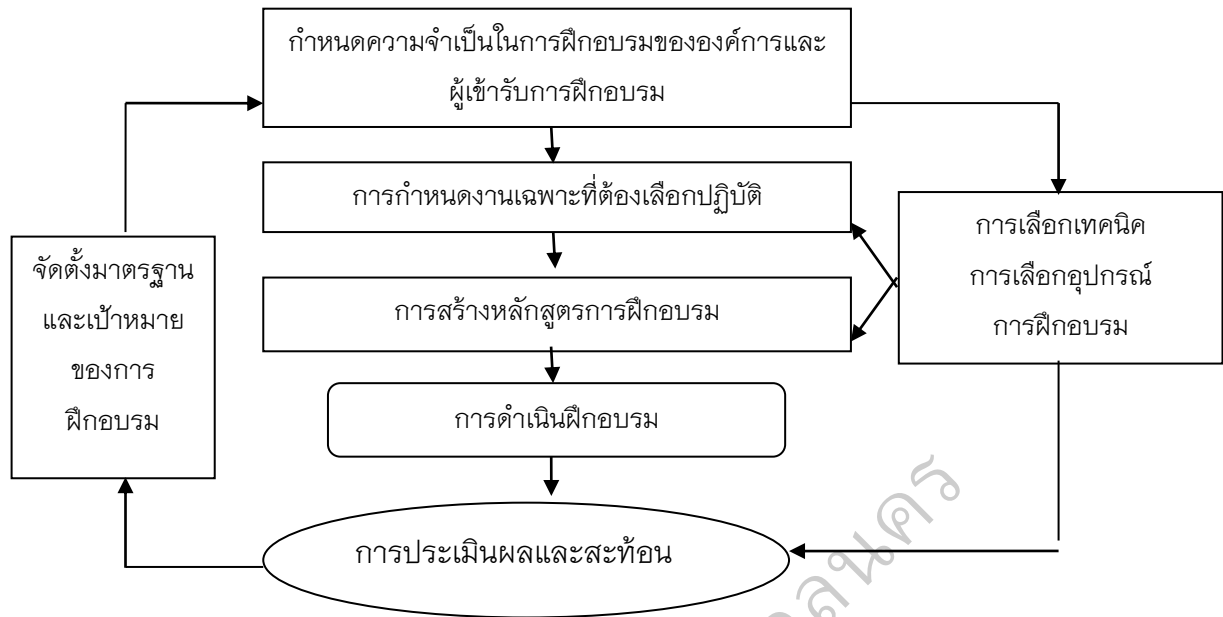 กำหนดความจำเป็นในการฝึกอบรมขององค์การและ
ผู้เข้ารับการฝึกอบรม
การกำหนดงานเฉพาะที่ต้องเลือกปฏิบัติ
การสร้างหลักสูตรการฝึกอบรม
การดำเนินฝึกอบรม
การประเมินผลและสะท้อน
จัดตั้งมาตรฐาน
และเป้าหมาย
ของการ
ฝึกอบรม
การเลือกเทคนิค
การเลือกอุปกรณ์
การฝึกอบรม